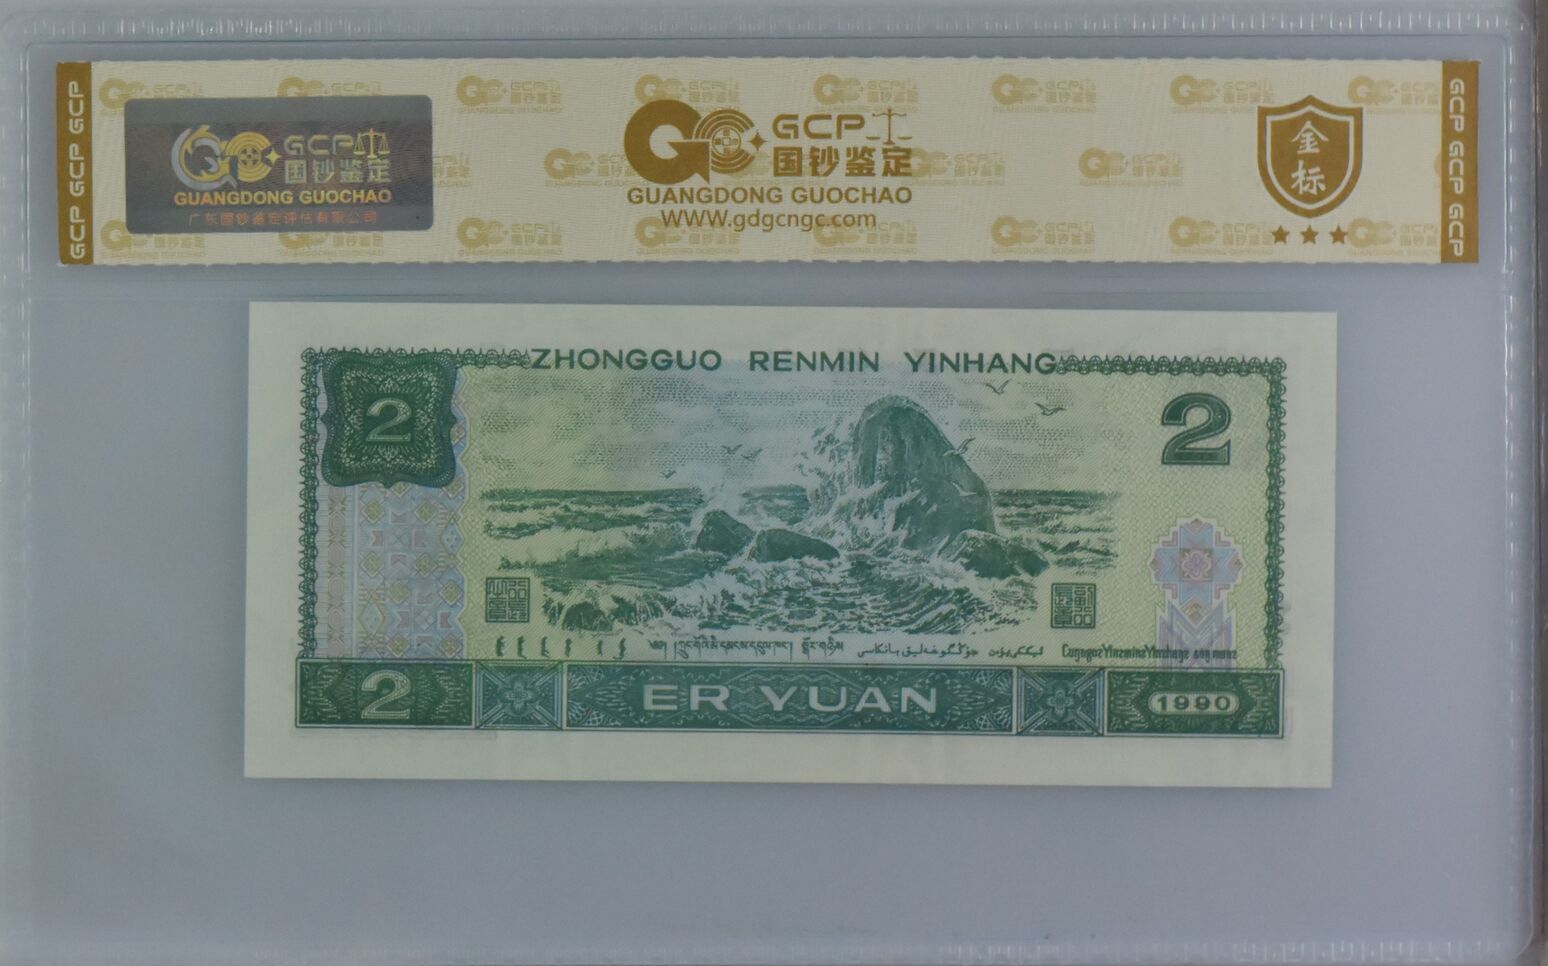 GCP GCP GCP
GCP
国钞鉴定
GUANGDONG GUOCHAO
广东国钞鉴定评估有限公司
GCP
国钞鉴定
GUANGDONG GUOCHAO
WWW.gdgcngc.com
金标
GCP GCP GCP
ZHONGGUO RENMIN YINHANG
2
2
2
ER YUAN
1990